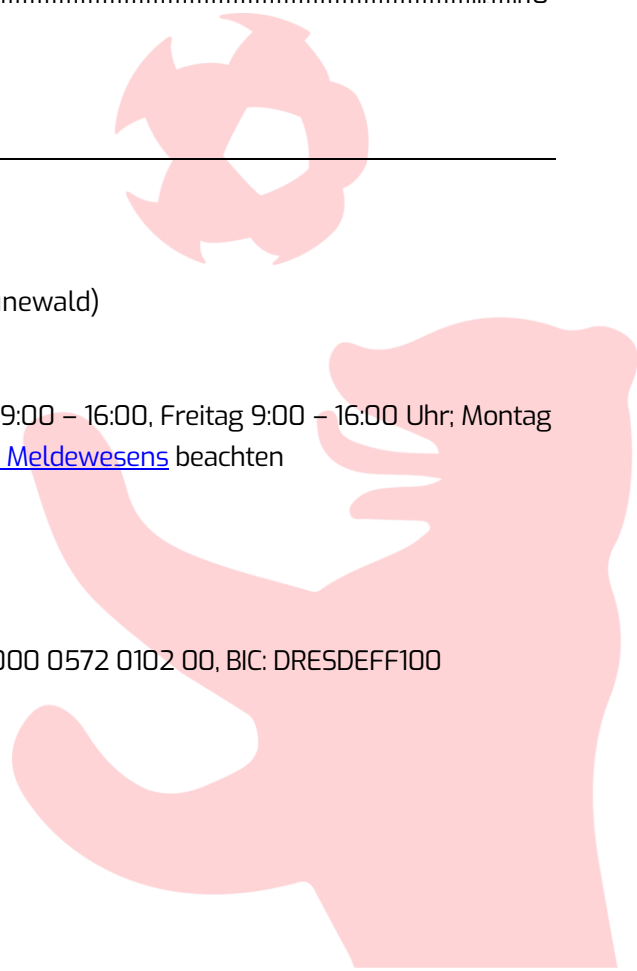 newald)
9:00 – 16:00, Freitag 9:00 – 16:00 Uhr; Montag
Meldewesens beachten
000 0572 0102 00, BIC: DRESDEFF100